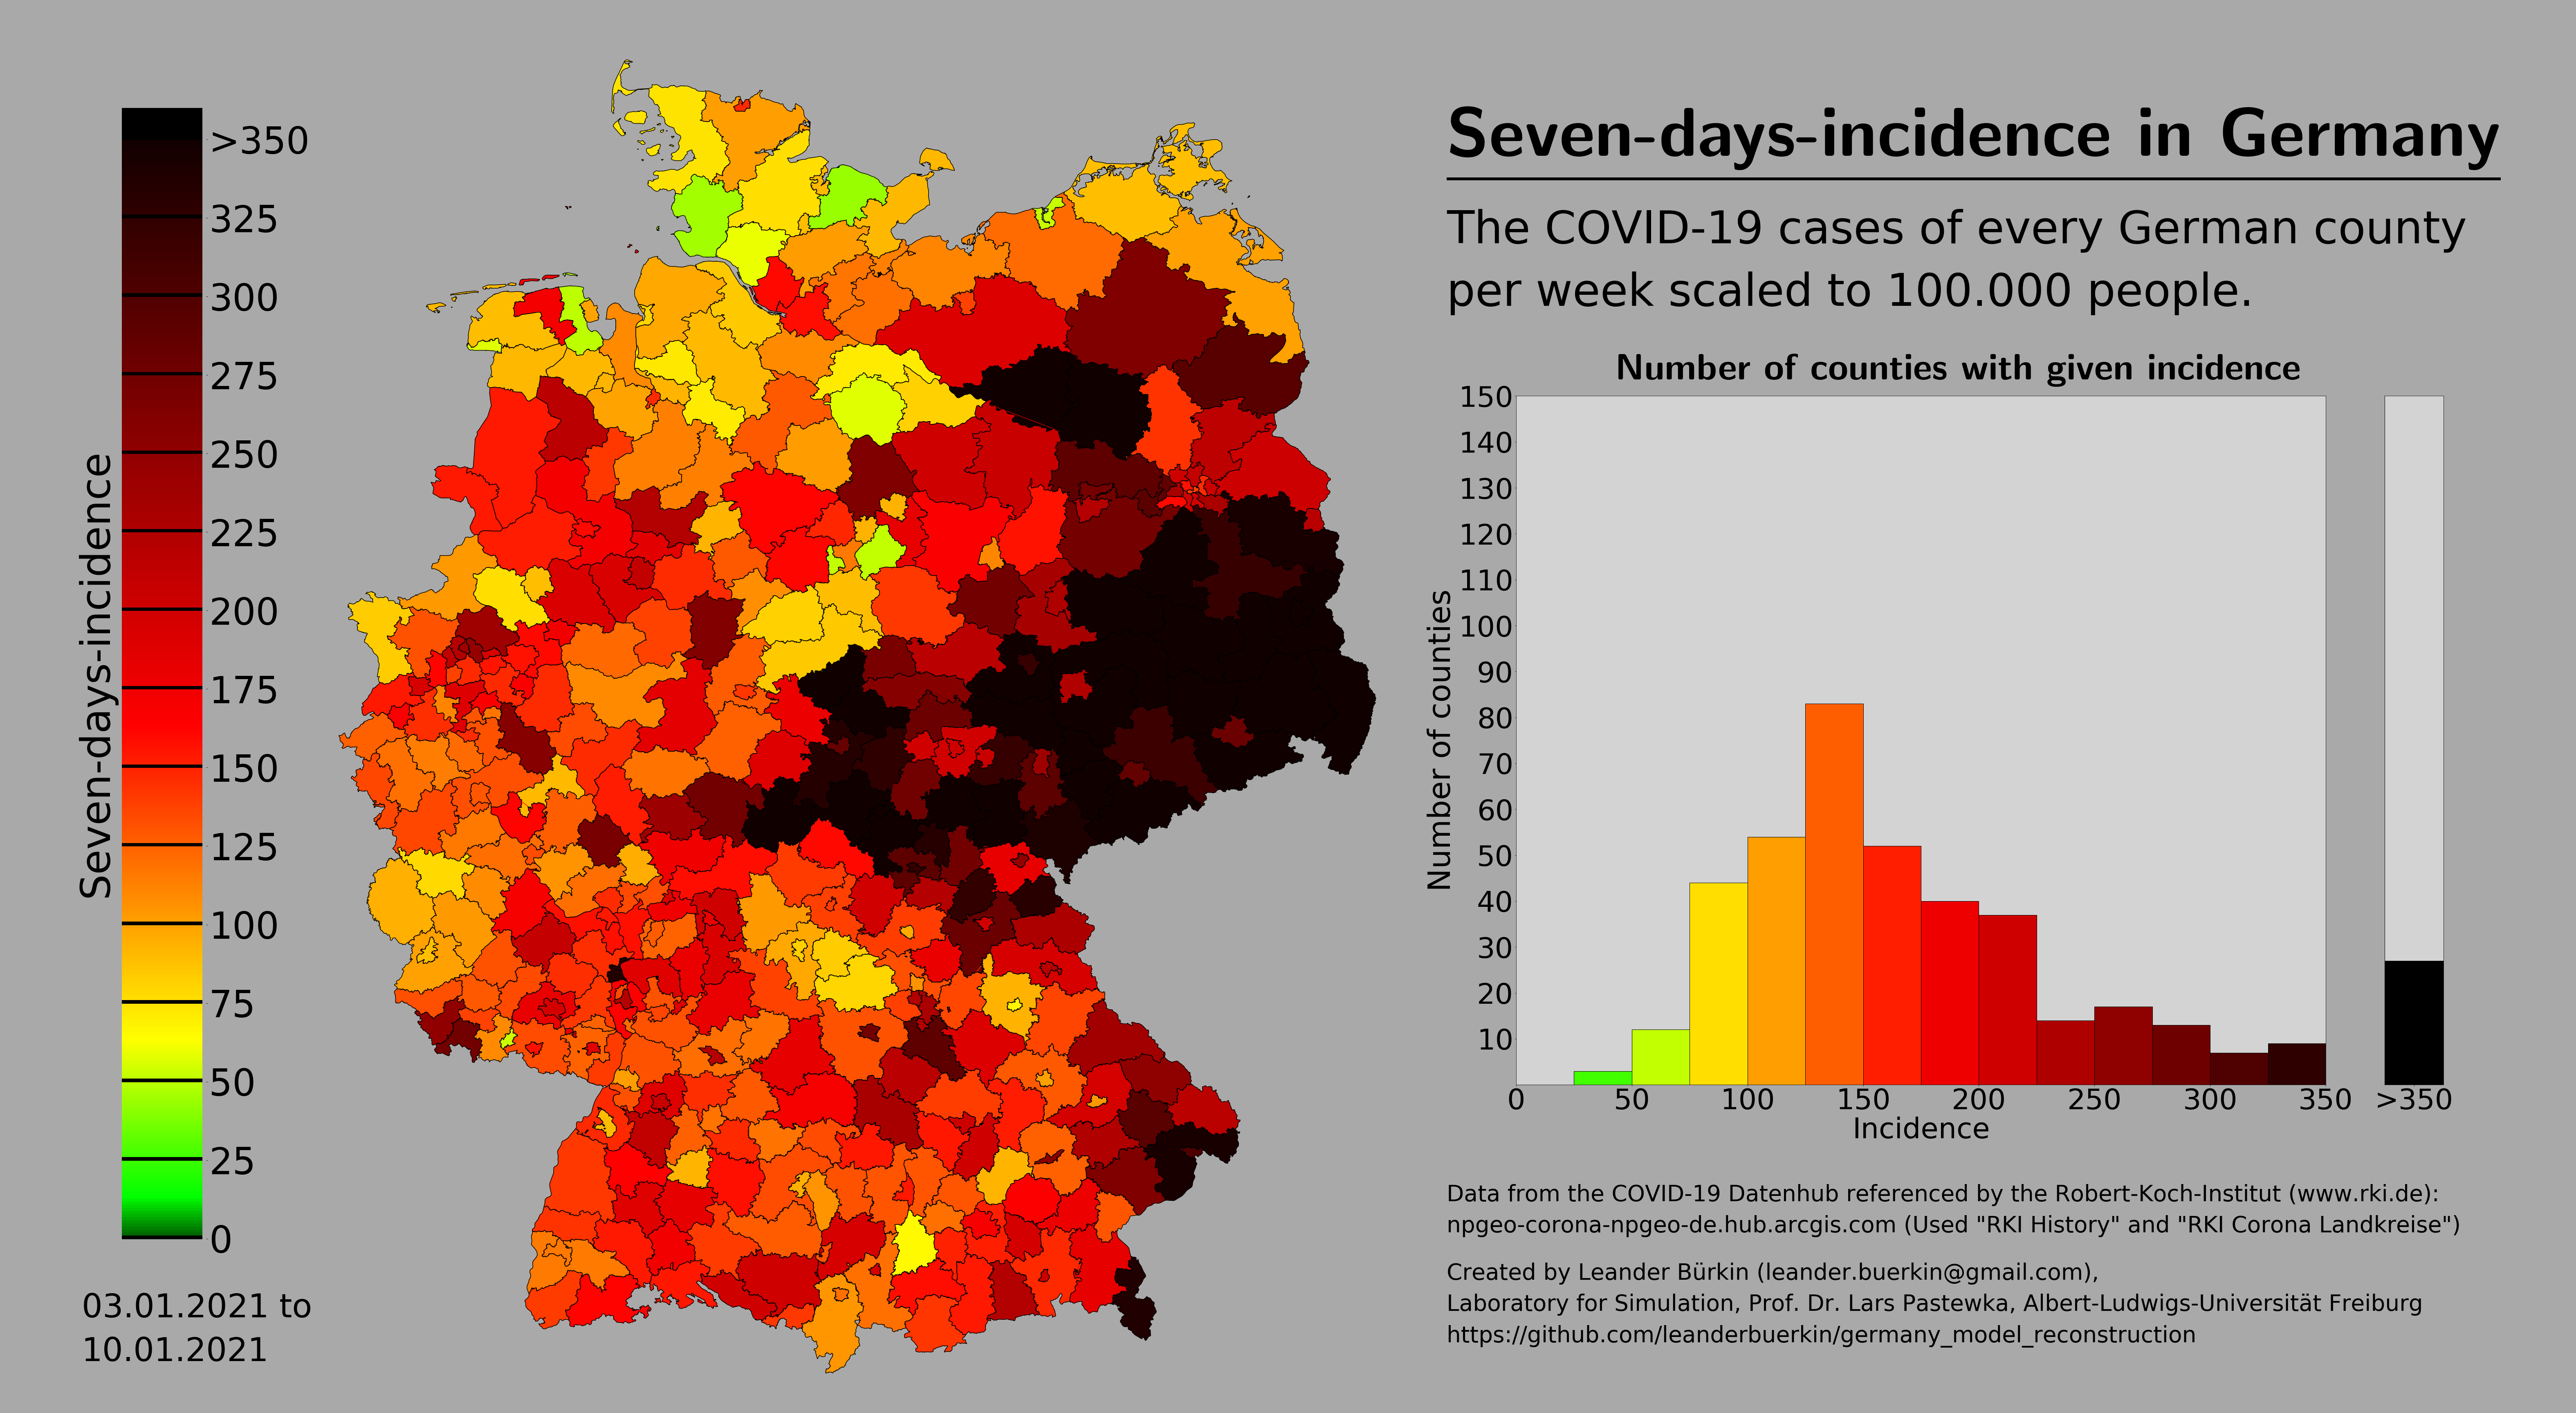 Seven-days-incidence in Germany
The COVID-19 cases of every German county
per week scaled to 100.000 people.
Seven-days-incidence
>350
325
300
275
250
225
200
175
150
125
100
75
50
25
0
03.01.2021 to
10.01.2021
Number of counties with given incidence
Number of counties
150
140
130
120
110
100
90
80
70
60
50
40
30
20
10
0 50 100 150 200 250 300 350 >350
Incidence
Data from the COVID-19 Datenhub referenced by the Robert-Koch-Institut (www.rki.de):
npgeo-corona-npgeo-de.hub.arcgis.com (Used "RKI History" and "RKI Corona Landkreise")
Created by Leander Bürkin (leander.buerkin@gmail.com),
Laboratory for Simulation, Prof. Dr. Lars Pastewka, Albert-Ludwigs-Universität Freiburg
https://github.com/leanderbuerkin/germany_model_reconstruction